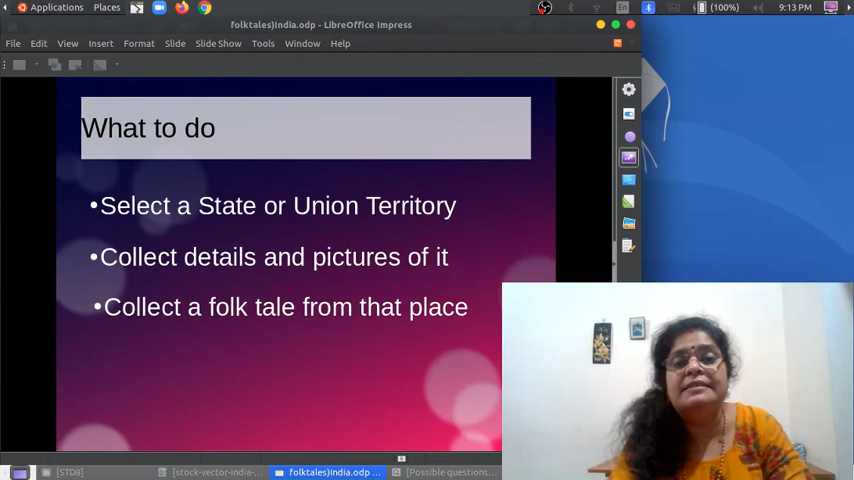 Applications Places
En
(100%)
9:13 PM
folktales)India.odp - LibreOffice Impress
File Edit View Insert Format Slide Slide Show Tools Window Help
What to do
•Select a State or Union Territory
•Collect details and pictures of it
•Collect a folk tale from that place
[STD8]
[stock-vector-india-...
folktales)India.odp ...
[Possible questions...